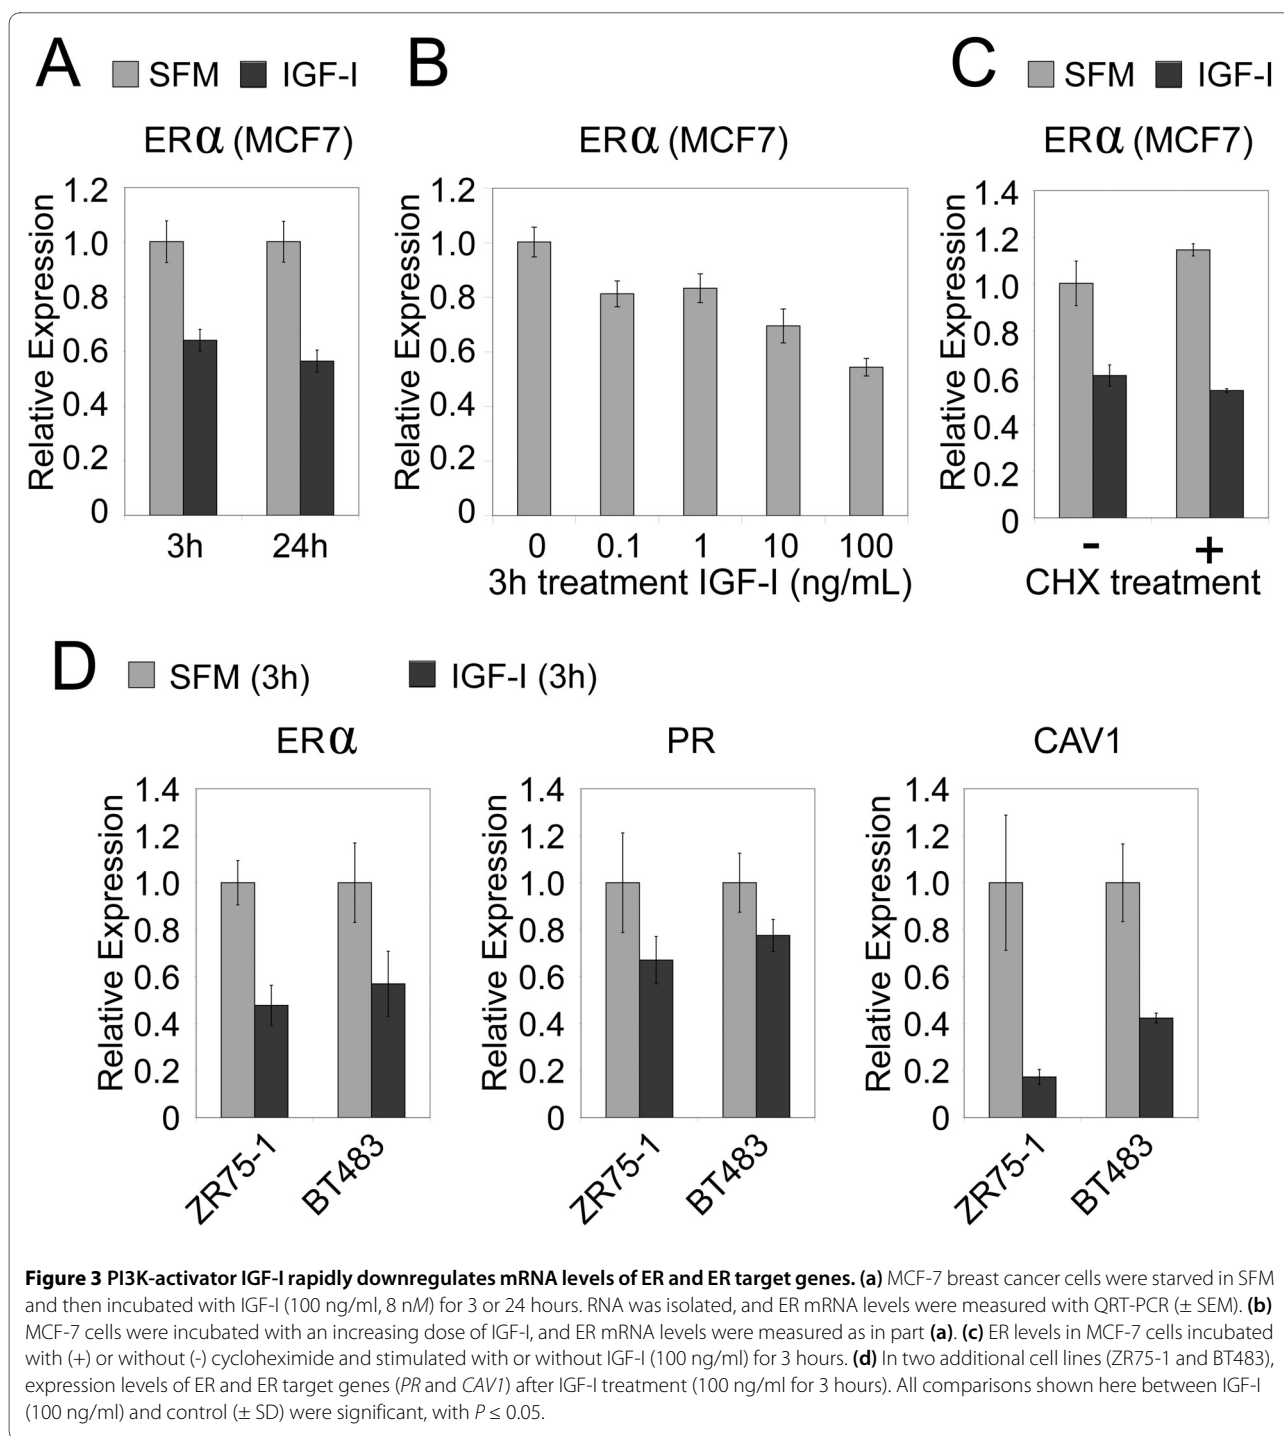 A
SFM IGF-I
ERα (MCF7)
Relative Expression
1.2
1.0
0.8
0.6
0.4
0.2
0
3h 24h
B
ERα (MCF7)
Relative Expression
1.2
1.0
0.8
0.6
0.4
0.2
0
0 0.1 1 10 100
3h treatment IGF-I (ng/mL)
C
SFM IGF-I
ERα (MCF7)
Relative Expression
1.4
1.2
1.0
0.8
0.6
0.4
0.2
0
- +
CHX treatment
D
SFM (3h) IGF-I (3h)
ERα
Relative Expression
1.4
1.2
1.0
0.8
0.6
0.4
0.2
0
ZR75-1 BT483
PR
Relative Expression
1.4
1.2
1.0
0.8
0.6
0.4
0.2
0
ZR75-1 BT483
CAV1
Relative Expression
1.4
1.2
1.0
0.8
0.6
0.4
0.2
0
ZR75-1 BT483
Figure 3 PI3K-activator IGF-I rapidly downregulates mRNA levels of ER and ER target genes. (a) MCF-7 breast cancer cells were starved in SFM
and then incubated with IGF-I (100 ng/ml, 8 nM) for 3 or 24 hours. RNA was isolated, and ER mRNA levels were measured with QRT-PCR (± SEM). (b)
MCF-7 cells were incubated with an increasing dose of IGF-I, and ER mRNA levels were measured as in part (a). (c) ER levels in MCF-7 cells incubated
with (+) or without (-) cycloheximide and stimulated with or without IGF-I (100 ng/ml) for 3 hours. (d) In two additional cell lines (ZR75-1 and BT483),
expression levels of ER and ER target genes (PR and CAV1) after IGF-I treatment (100 ng/ml for 3 hours). All comparisons shown here between IGF-I
(100 ng/ml) and control (± SD) were significant, with P ≤ 0.05.